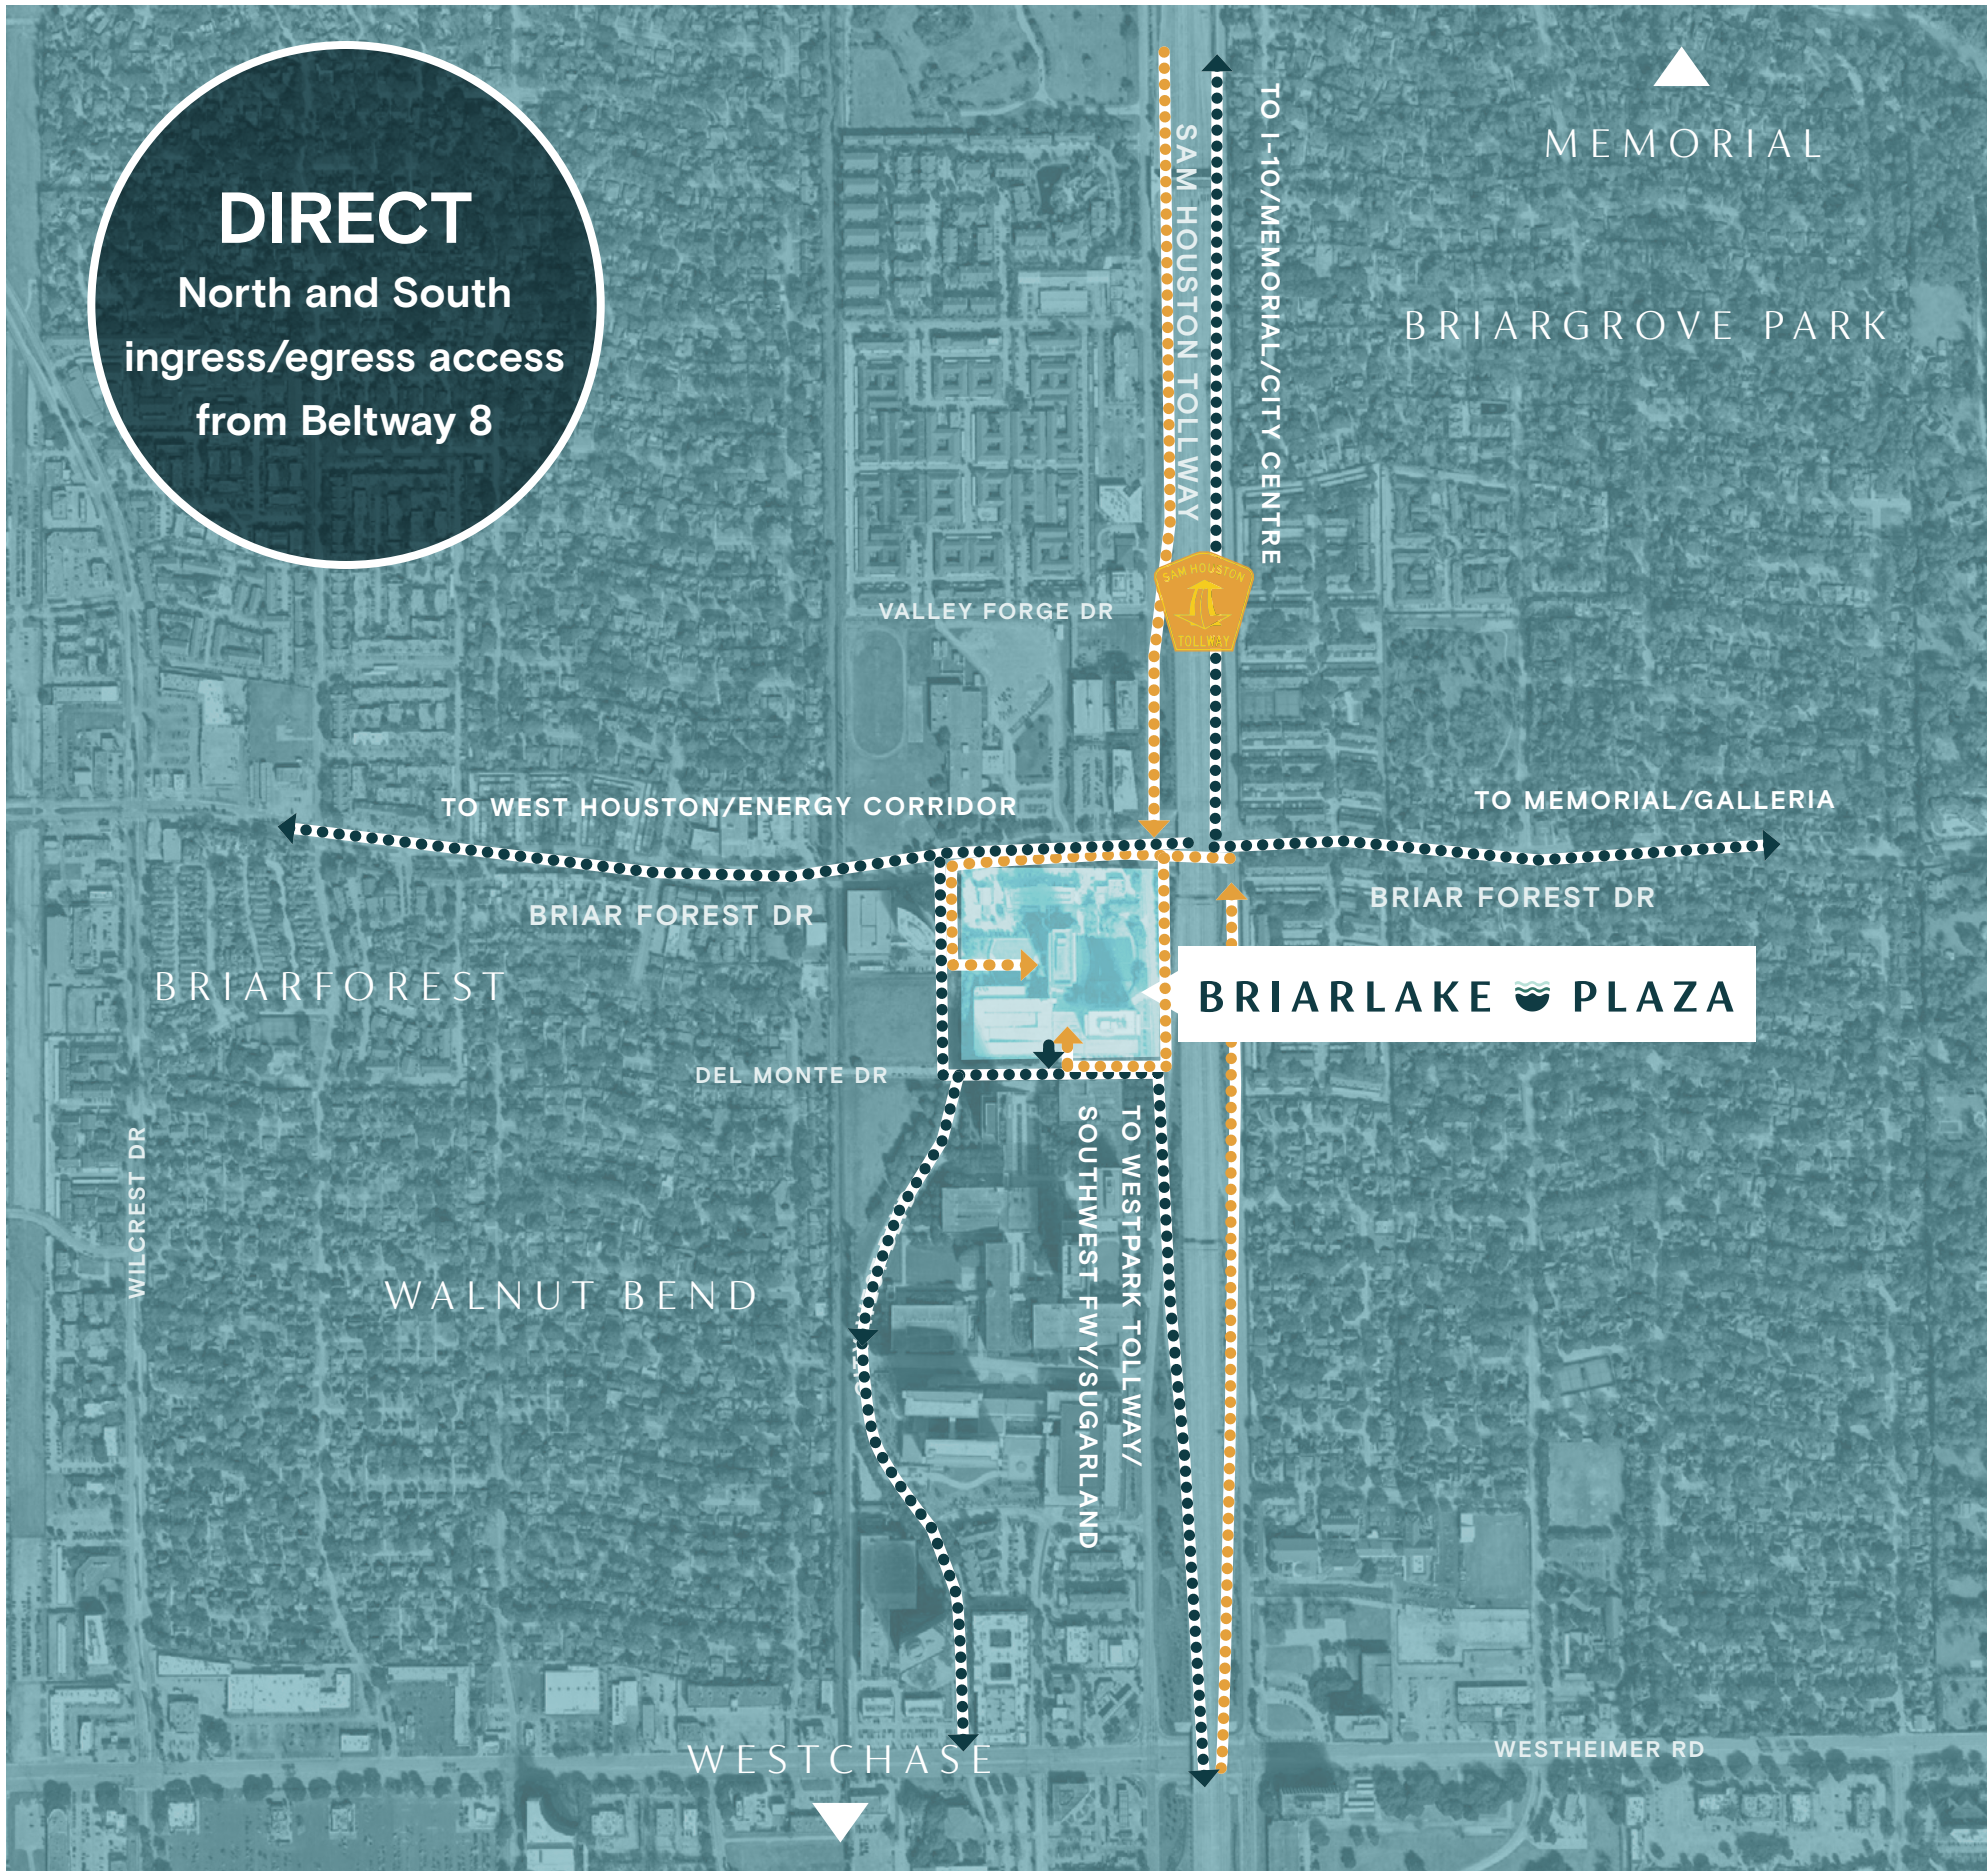 DIRECT
North and South
ingress/egress access
from Beltway 8
MEMORIAL
BRIARGROVE PARK
SAM HOUSTON TOLLWAY
TO I-10/MEMORIAL/CITY CENTRE
SAM HOUSTON
TOLLWAY
VALLEY FORGE DR
TO WEST HOUSTON/ENERGY CORRIDOR
TO MEMORIAL/GALLERIA
BRIAR FOREST DR
BRIAR FOREST DR
BRIARFOREST
BRIARLAKE PLAZA
DEL MONTE DR
WILCREST DR
WALNUT BEND
TO WESTPARK TOLLWAY/
SOUTHWEST FWY/SUGARLAND
WESTCHASE
WESTHEIMER RD